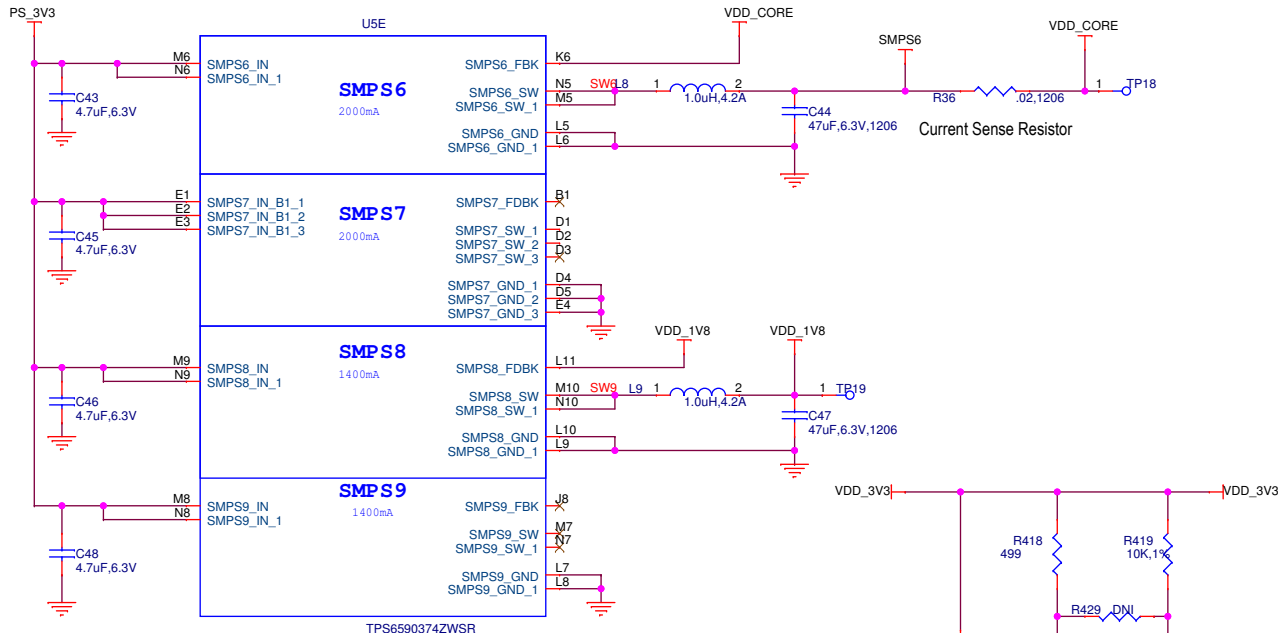 PS_3V3
U5E
VDD_CORE
SMPS6
VDD_CORE
M6
SMPS6_IN
N6
SMPS6_IN_1
SMPS6
2000mA
SMPS6_FBK
K6
SMPS6_SW
N5
SW6
L8
1
2
1.0uH,4.2A
SMPS6_SW_1
M5
SMPS6_GND
L5
SMPS6_GND_1
L6
C43
4.7uF,6.3V
C44
47uF,6.3V,1206
R36
.02,1206
1
TP18
Current Sense Resistor
E1
SMPS7_IN_B1_1
E2
SMPS7_IN_B1_2
E3
SMPS7_IN_B1_3
SMPS7
2000mA
SMPS7_FDBK
B1
SMPS7_SW_1
D1
SMPS7_SW_2
D2
SMPS7_SW_3
D3
SMPS7_GND_1
D4
SMPS7_GND_2
D5
SMPS7_GND_3
E4
C45
4.7uF,6.3V
VDD_1V8
VDD_1V8
M9
SMPS8_IN
N9
SMPS8_IN_1
SMPS8
1400mA
SMPS8_FDBK
L11
SMPS8_SW
M10
SW9
L9
1
2
1.0uH,4.2A
SMPS8_SW_1
N10
SMPS8_GND
L10
SMPS8_GND_1
L9
1
TP19
C46
4.7uF,6.3V
C47
47uF,6.3V,1206
M8
SMPS9_IN
N8
SMPS9_IN_1
SMPS9
1400mA
SMPS9_FBK
J8
SMPS9_SW
M7
SMPS9_SW_1
N7
SMPS9_GND
L7
SMPS9_GND_1
L8
C48
4.7uF,6.3V
TPS6590374ZWSR
VDD_3V3
VDD_3V3
R418
499
R419
10K,1%
R429
DNI